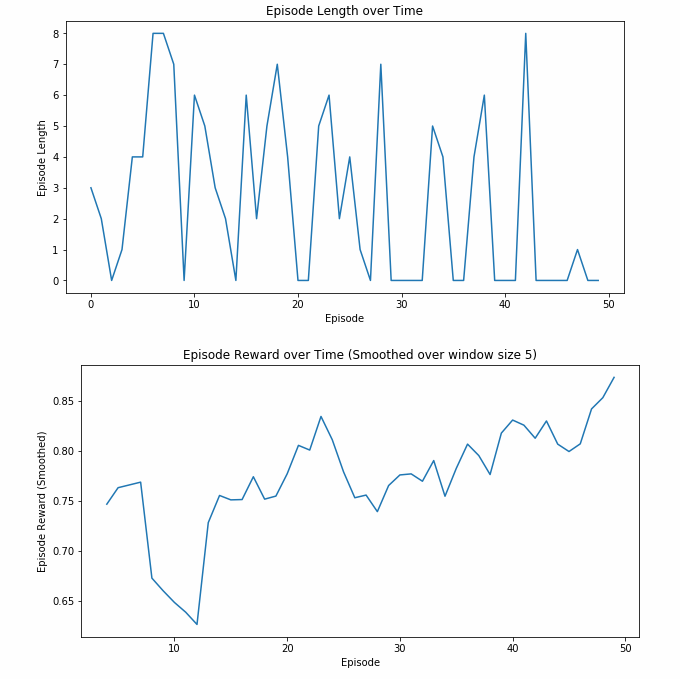 Episode Length over Time
8
7
6
5
4
3
2
1
0
Episode Length
0 10 20 30 40 50
Episode
Episode Reward over Time (Smoothed over window size 5)
0.85
0.80
0.75
0.70
0.65
Episode Reward (Smoothed)
10 20 30 40 50
Episode